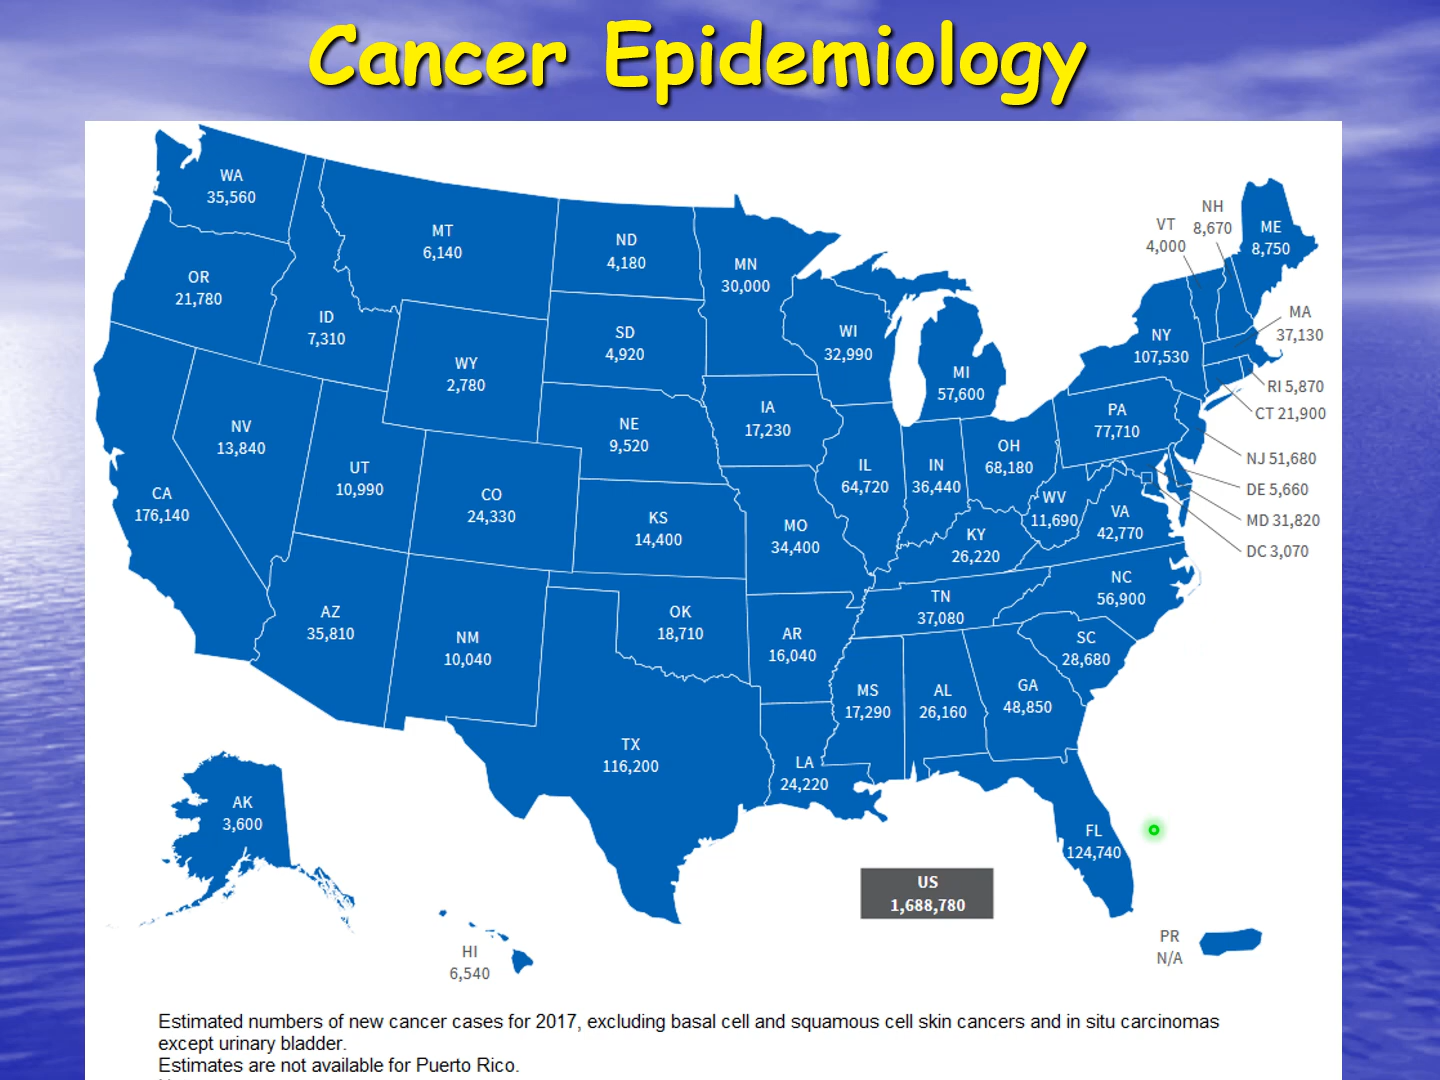 Cancer Epidemiology
WA
35,560
OR
21,780
ID
7,310
MT
6,140
WY
2,780
ND
4,180
SD
4,920
NE
9,520
MN
30,000
IA
17,230
WI
32,990
MI
57,600
VT
4,000
NH
8,670
ME
8,750
NY
107,530
MA
37,130
RI 5,870
CT 21,900
PA
77,710
NJ 51,680
DE 5,660
MD 31,820
DC 3,070
CA
176,140
NV
13,840
UT
10,990
CO
24,330
KS
14,400
MO
34,400
IL
64,720
IN
36,440
OH
68,180
WV
11,690
VA
42,770
KY
26,220
NC
56,900
TN
37,080
SC
28,680
AZ
35,810
NM
10,040
OK
18,710
AR
16,040
MS
17,290
AL
26,160
GA
48,850
TX
116,200
LA
24,220
FL
124,740
AK
3,600
HI
6,540
US
1,688,780
PR
N/A
Estimated numbers of new cancer cases for 2017, excluding basal cell and squamous cell skin cancers and in situ carcinomas
except urinary bladder.
Estimates are not available for Puerto Rico.